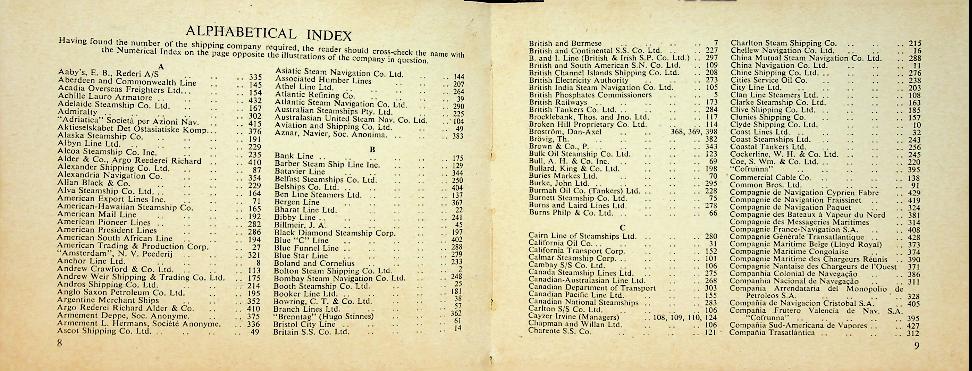 ALPHABETICAL INDEX
Having found the number of the shipping company required, the reader should cross-check the name with
the Numerical Index on the page opposite the illustrations of the company in question.
A
Aaby's, E. B., Rederi A/S .. .. 335
Aberdeen and Commonwealth Line .. 145
Acadia Overseas Freighters Ltd. .. 154
Achille Lauro Armatore .. .. 432
Adelaide Steamship Co. Ltd. .. .. 167
Admiralty .. .. 302
"Adriatica" Società per Azioni Nav. .. 415
Aktieselskabet Det Ostasiatiske Komp. .. 376
Alaska Steamship Co. .. .. 191
Albyn Line Ltd. .. .. 229
Alcoa Steamship Co. Inc. .. .. 235
Alder & Co., Argo Reederei Richard .. 410
Alexander Shipping Co. Ltd. .. .. 87
Alexandria Navigation Co. .. .. 354
Allan Black & Co. .. .. 229
Alva Steamship Co. Ltd. .. .. 164
American Export Lines Inc. .. .. 71
American-Hawaiian Steamship Co. .. 165
American Mail Line .. .. 192
American Pioneer Lines .. .. 282
American President Lines .. .. 286
American South African Line .. .. 194
American Trading & Production Corp. .. 27
"Amsterdam", N. V. Reederij .. .. 321
Anchor Line Ltd. .. .. 8
Andrew Crawford & Co. Ltd. .. .. 113
Andrew Weir Shipping & Trading Co. Ltd. 175
Andros Shipping Co. Ltd. .. .. 214
Anglo Saxon Petroleum Co. Ltd. .. 195
Argentine Merchant Ships .. .. 352
Argo Rederei Richard Alder & Co. .. 410
Armement Deppe, Soc. Anonyme. .. 375
Armement L. Hermans, Société Anonyme. .. 336
Ascot Shipping Co. Ltd. .. .. 49
8
Asiatic Steam Navigation Co. Ltd. .. 144
Associated Humber Lines .. .. 207
Athel Line Ltd. .. .. 264
Atlantic Refining Co. .. .. 39
Atlantic Steam Navigation Co. Ltd. .. 290
Australasian Steamships Pty. Ltd. .. 225
Australasian United Steam Nav. Co. Ltd. .. 104
Aviation and Shipping Co. Ltd. .. 49
Aznar, Navier, Soc. Anonima. .. .. 383
B
Bank Line .. .. 175
Barber Steam Ship Line Inc. .. .. 129
Batavier Line .. .. 344
Belfast Steamship Co. Ltd. .. .. 250
Belships Co. Ltd. .. .. 404
Ben Line Steamers Ltd. .. .. 137
Bergen Line .. .. 367
Bharat Line Ltd. .. .. 22
Bibby Line .. .. 241
Billmeir, J. A. .. .. 45
Black Diamond Steamship Corp. .. 197
Blue "C" Line .. .. 402
Blue Funnel Line .. .. 288
Blue Star Line .. .. 279
Boland and Cornelius .. .. 233
Bolton Steam Shipping Co. Ltd. .. 2
Bombay Steam Navigation Co. Ltd. .. 248
Booth Steamship Co. Ltd. .. .. 25
Booker Line Ltd. .. .. 181
Bowring, C. T. & Co. Ltd. .. .. 38
Branch Lines Ltd. .. .. 57
"Brenntag" (Hugo Stinnes) .. .. 362
Bristol City Line .. .. 61
Britain S.S. Co. Ltd. .. .. 14
British and Burmese .. .. 7
British and Continental S.S. Co. Ltd. .. 227
B. and I. Line (British & Irish S.P. Co. Ltd.) .. 297
British and South American S.N. Co. Ltd. .. 109
British Channel Islands Shipping Co. Ltd. .. 208
British Electricity Authority .. .. 273
British India Steam Navigation Co. Ltd. .. 105
British Phosphates Commissioners .. 5
British Railways .. .. 173
British Tankers Co. Ltd. .. .. 284
Brocklebank, Thos. and Jno. Ltd. .. 117
Broken Hill Proprietary Co. Ltd. .. 114
Broström, Dan-Axel .. 368, 369, 398
Brövig, Th. .. .. 382
Brown & Co., P. .. .. 343
Bulk Oil Steamship Co. Ltd. .. .. 123
Bull, A. H. & Co. Inc. .. .. 69
Bullard, King & Co. Ltd. .. .. 198
Buries Markes Ltd. .. .. 70
Burke, John .. .. 295
Burmah Oil Co. (Tankers) Ltd. .. .. 228
Burnett Steamship Co. Ltd. .. .. 75
Burns and Laird Lines Ltd. .. .. 278
Burns Philp & Co. Ltd. .. .. 66
C
Cairn Line of Steamships Ltd. .. .. 280
California Oil Co. .. .. 31
California Transport Corp. .. .. 152
Calmar Steamship Corp. .. .. 101
Cambay S/S Co. Ltd. .. .. 106
Canada Steamship Lines Ltd. .. .. 275
Canadian-Australasian Line Ltd. .. 268
Canadian Department of Transport .. 303
Canadian Pacific Line Ltd. .. .. 155
Canadian National Steamships .. .. 283
Carlton S/S Co. Ltd. .. .. 106
Cayzer Irvine (Managers) .. 108, 109, 110, 124
Chapman and Willan Ltd. .. .. 106
Charente S.S. Co. .. .. 121
Charlton Steam Shipping Co. .. .. 215
Chellew Navigation Co. Ltd. .. .. 16
China Mutual Steam Navigation Co. Ltd. .. 288
China Navigation Co. Ltd. .. .. 11
Chine Shipping Co. Ltd. .. .. 276
Cities Service Oil Co. .. .. 238
City Line Ltd. .. .. 203
Clan Line Steamers Ltd. .. .. 108
Clarke Steamship Co. Ltd. .. .. 163
Clive Shipping Co. Ltd. .. .. 185
Clunies Shipping Co. .. .. 157
Clyde Shipping Co. Ltd. .. .. 10
Coast Lines Ltd. .. .. 32
Coast Steamships Ltd. .. .. 243
Coastal Tankers Ltd. .. .. 256
Cockerline, W. H. & Co. Ltd. .. .. 245
Coe, S. Wm. & Co. Ltd. .. .. 220
"Cofrunna" .. .. 395
Commercial Cable Co. .. .. 138
Common Bros. Ltd. .. .. 91
Compagnie de Navigation Cyprien Fabre .. 429
Compagnie de Navigation Fraissinet .. 419
Compagnie de Navigation Paquet .. 324
Compagnie des Bateaux à Vapeur du Nord .. 381
Compagnie des Messageries Maritimes .. 314
Compagnie France-Navigation S.A. .. 408
Compagnie Générale Transatlantique .. 428
Compagnie Maritime Belge (Lloyd Royal) .. 373
Compagnie Maritime Congolaise .. 374
Compagnie Maritime des Chargeurs Réunis .. 390
Compagnie Nantaise des Chargeurs de l'Ouest 371
Companhia Colonial de Navegação .. 386
Companhia Nacional de Navegação .. 311
Compañia Arrendataria del Monopolio de
Petroleos S.A. .. .. 328
Compañia de Navigacion Cristobal S.A. .. 405
Compañia Frutero Valencia de Nav. S.A.
"Cofrunna" .. .. 395
Compañia Sud-Americana de Vapores .. 427
Compañia Trasatlántica .. .. 312
9